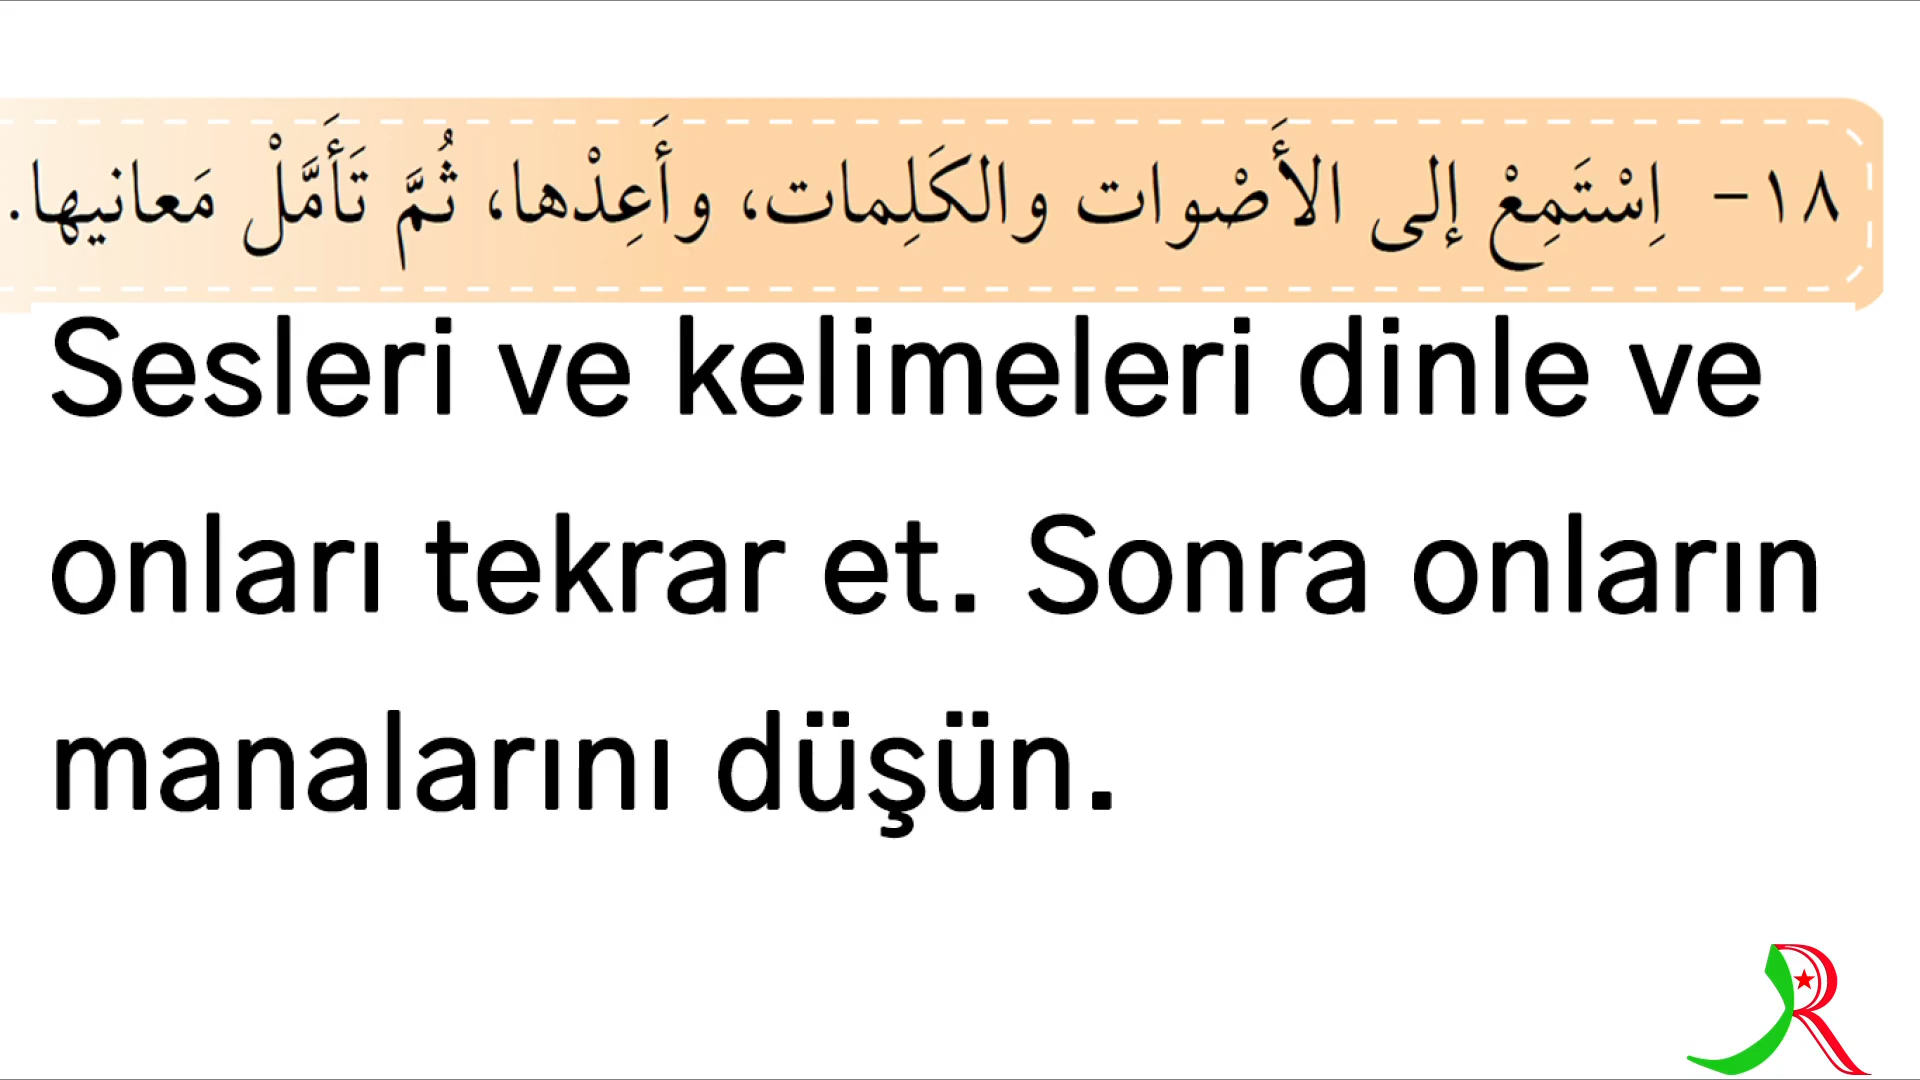 ١٨- اِسْتَمِعْ إلى الأَصْوات والكَلِمات، وأَعِدْها، ثُمَّ تَأَمَّلْ مَعانيها.
Sesleri ve kelimeleri dinle ve
onları tekrar et. Sonra onların
manalarını düşün.